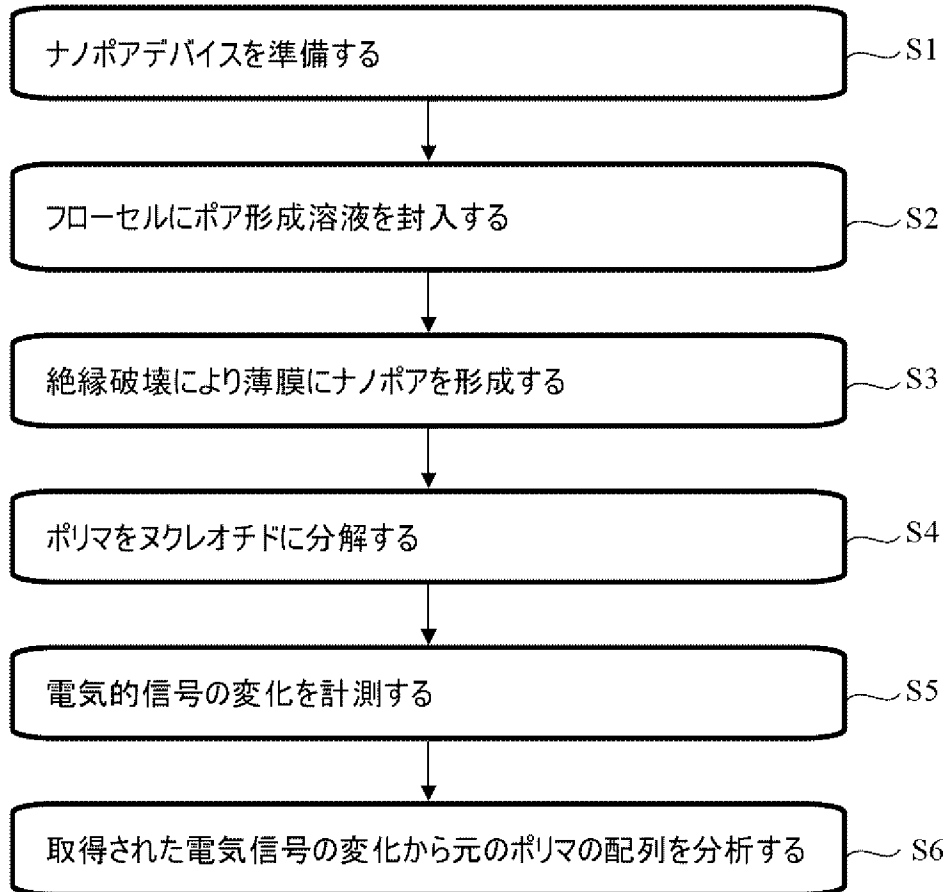 ナノポアデバイスを準備する S1
フローセルにポア形成溶液を封入する S2
絶縁破壊により薄膜にナノポアを形成する S3
ポリマをヌクレオチドに分解する S4
電気的信号の変化を計測する S5
取得された電気信号の変化から元のポリマの配列を分析する S6